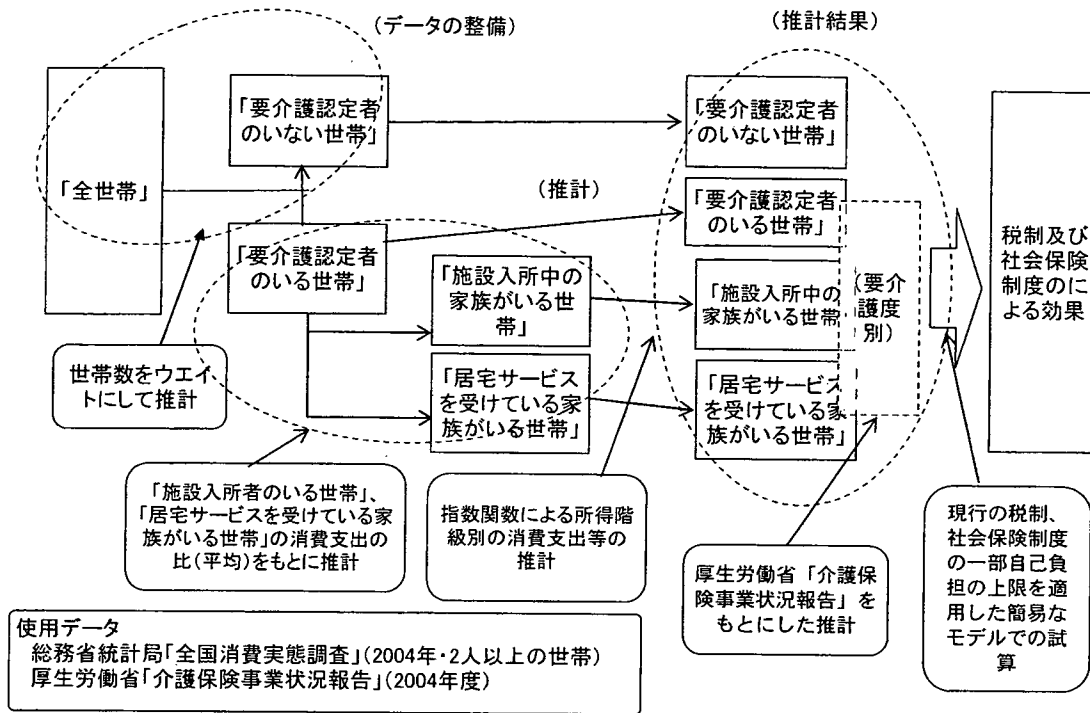 (データの整備)
(推計結果)
「全世帯」
「要介護認定者
のいない世帯」
「要介護認定者
のいる世帯」
(推計)
「施設入所中の
家族がいる世
帯」
「居宅サービス
を受けている家
族がいる世帯」
「要介護認定者
のいない世帯」
「要介護認定者
のいる世帯」
「施設入所中の
家族がいる世帯
「居宅サービス
を受けている家
族がいる世帯」
(要介
護度
別)
税制及び
社会保険
制度のに
よる効果
世帯数をウエイ
トにして推計
「施設入所者のいる世帯」、
「居宅サービスを受けている家
族がいる世帯」の消費支出の
比(平均)をもとに推計
指数関数による所得階
級別の消費支出等の
推計
厚生労働省「介護保
険事業状況報告」を
もとにした推計
現行の税制、
社会保険制度
の一部自己負
担の上限を適
用した簡易な
モデルでの試
算
使用データ
総務省統計局「全国消費実態調査」(2004年・2人以上の世帯)
厚生労働省「介護保険事業状況報告」(2004年度)